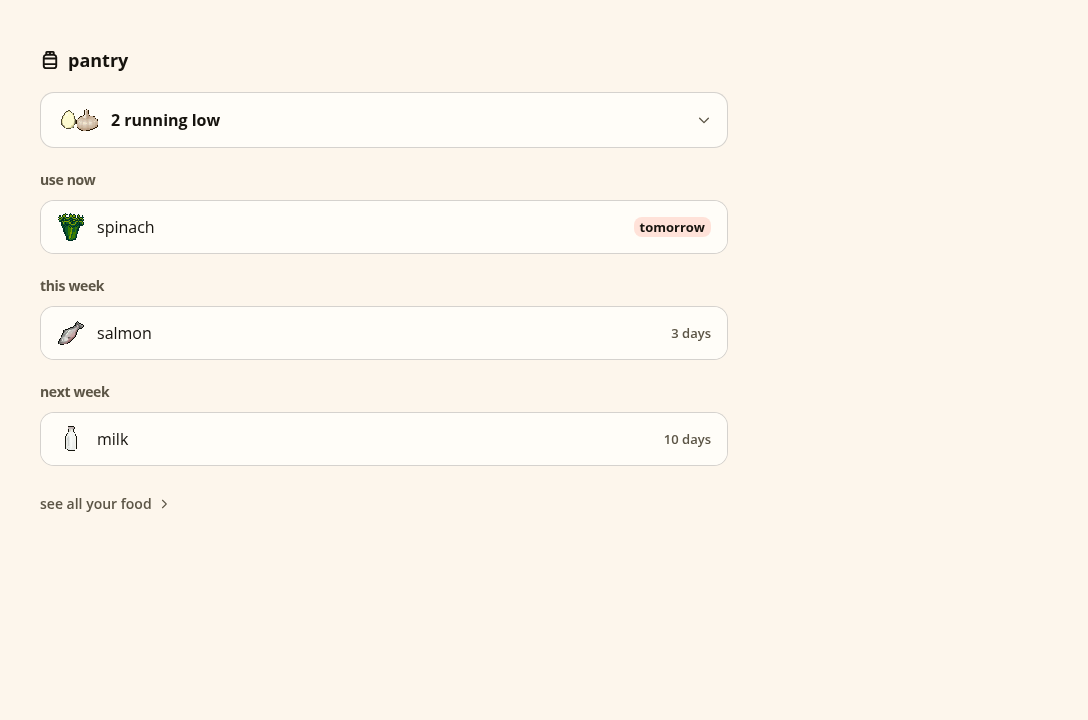 pantry
2 running low
use now
spinach
tomorrow
this week
salmon
3 days
next week
milk
10 days
see all your food